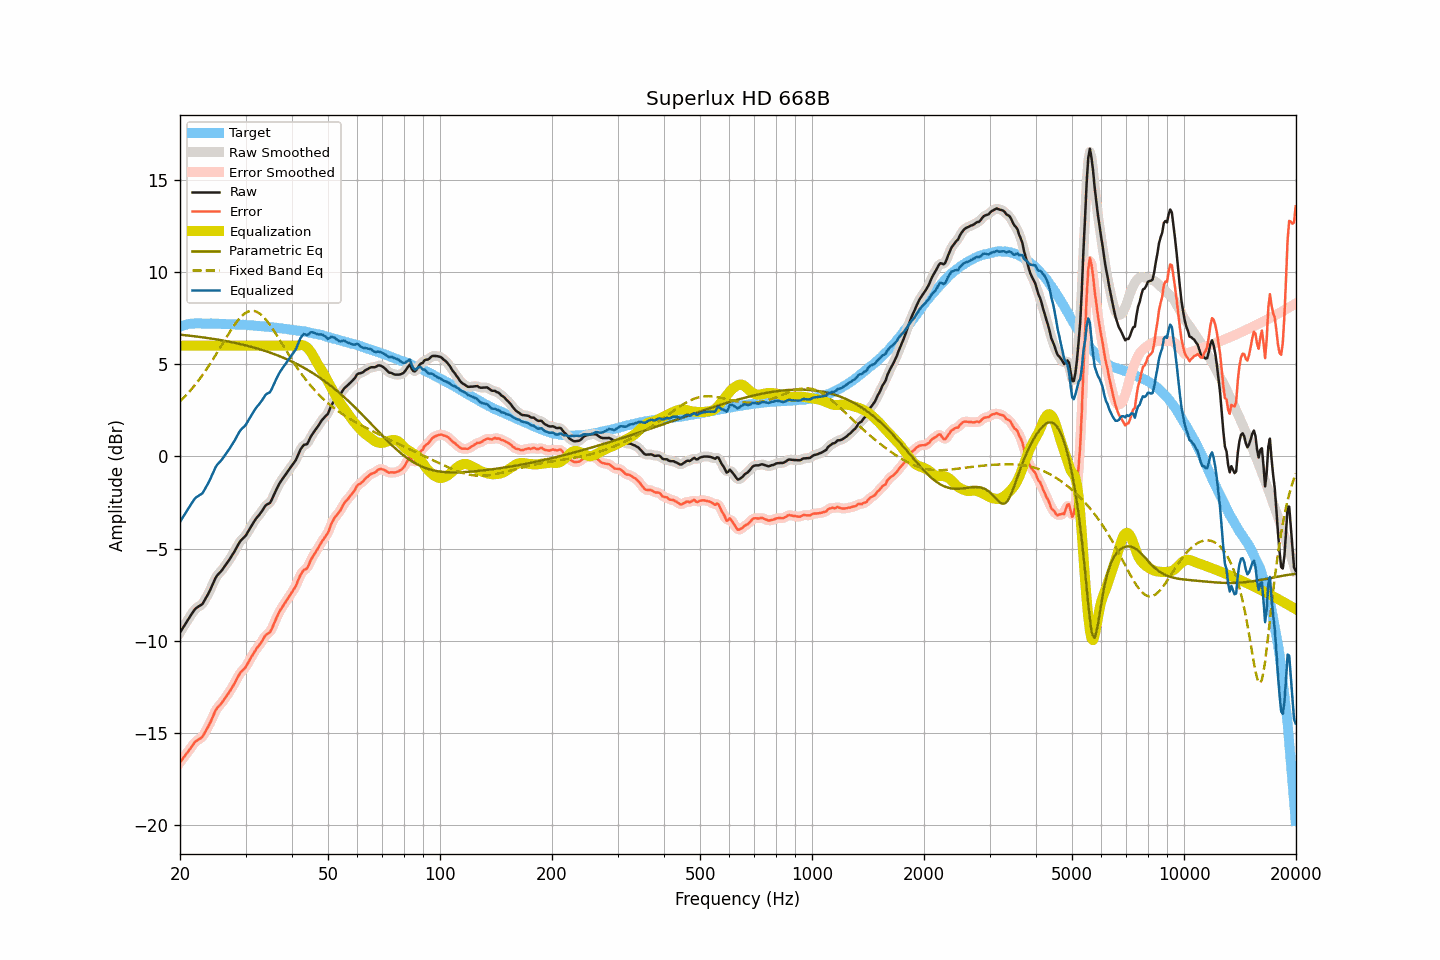 Superlux HD 668B
Target
Raw Smoothed
Error Smoothed
Raw
Error
Equalization
Parametric Eq
Fixed Band Eq
Equalized
15
10
5
0
−5
−10
−15
−20
Amplitude (dBr)
20 50 100 200 500 1000 2000 5000 10000 20000
Frequency (Hz)